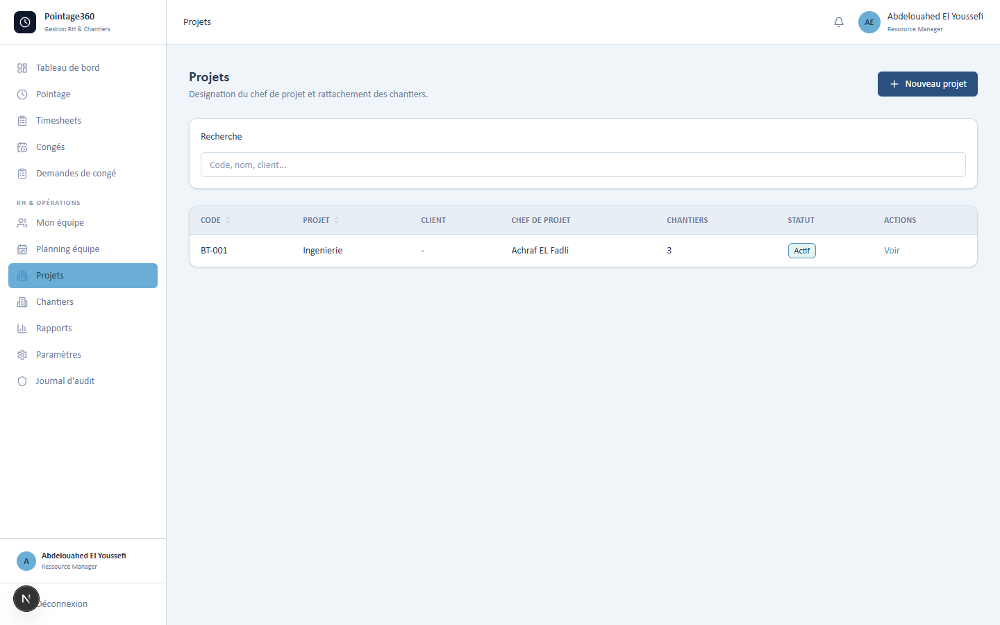 Pointage360
Gestion RH & Chantiers
Projets
AE
Abdelouahed El Youssefi
Ressource Manager
Tableau de bord
Pointage
Timesheets
Congés
Demandes de congé
RH & OPÉRATIONS
Mon équipe
Planning équipe
Projets
Chantiers
Rapports
Paramètres
Journal d'audit
A
Abdelouahed El Youssefi
Ressource Manager
N
Déconnexion
Projets
Designation du chef de projet et rattachement des chantiers.
Nouveau projet
Recherche
Code, nom, client...
CODE PROJET CLIENT CHEF DE PROJET CHANTIERS STATUT ACTIONS
BT-001 Ingenierie - Achraf EL Fadli 3 Actif Voir